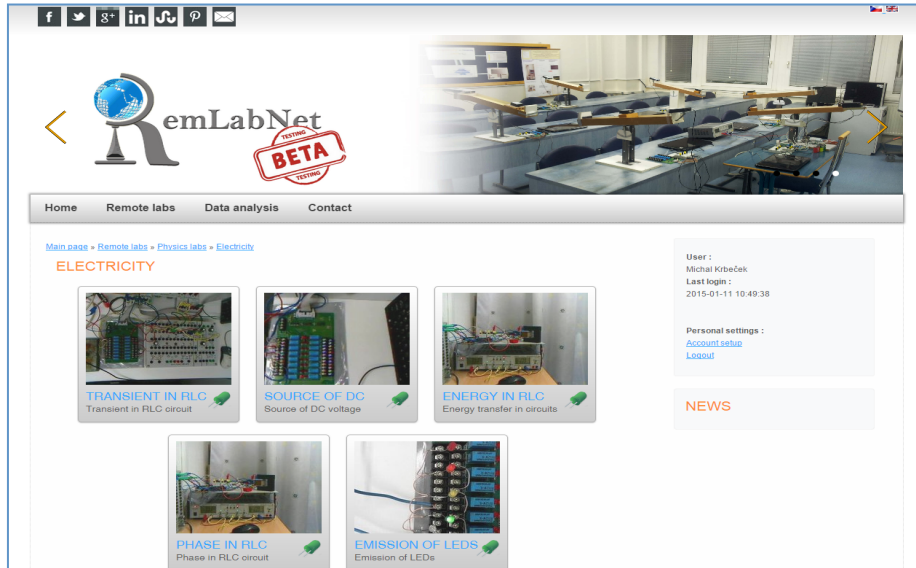 f g+ in P
RemLabNet
TESTING
BETA
TESTING
Home Remote labs Data analysis Contact
Main page » Remote labs » Physics labs » Electricity
ELECTRICITY
User :
Michal Krbeček
Last login :
2015-01-11 10:49:38
Personal settings :
Account setup
Logout
NEWS
TRANSIENT IN RLC
Transient in RLC circuit
SOURCE OF DC
Source of DC voltage
ENERGY IN RLC
Energy transfer in circuits
PHASE IN RLC
Phase in RLC circuit
EMISSION OF LEDS
Emission of LEDs